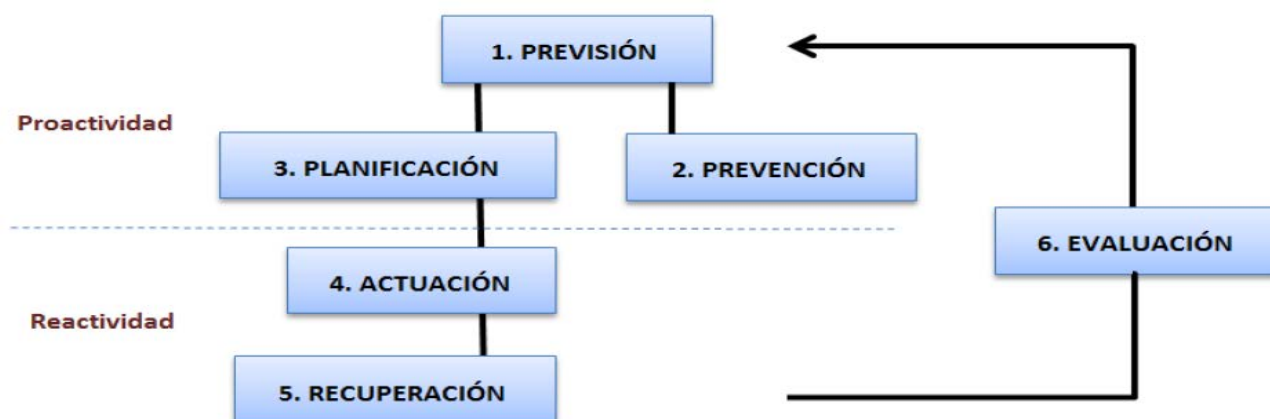 1. PREVISIÓN
Proactividad
3. PLANIFICACIÓN
2. PREVENCIÓN
6. EVALUACIÓN
4. ACTUACIÓN
Reactividad
5. RECUPERACIÓN